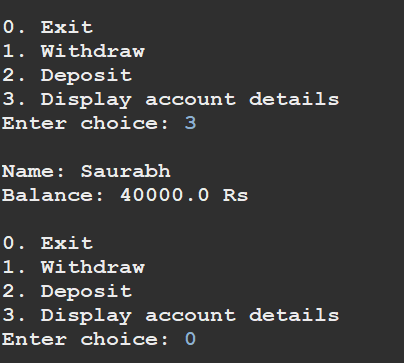 0. Exit
1. Withdraw
2. Deposit
3. Display account details
Enter choice: 3
Name: Saurabh
Balance: 40000.0 Rs
0. Exit
1. Withdraw
2. Deposit
3. Display account details
Enter choice: 0